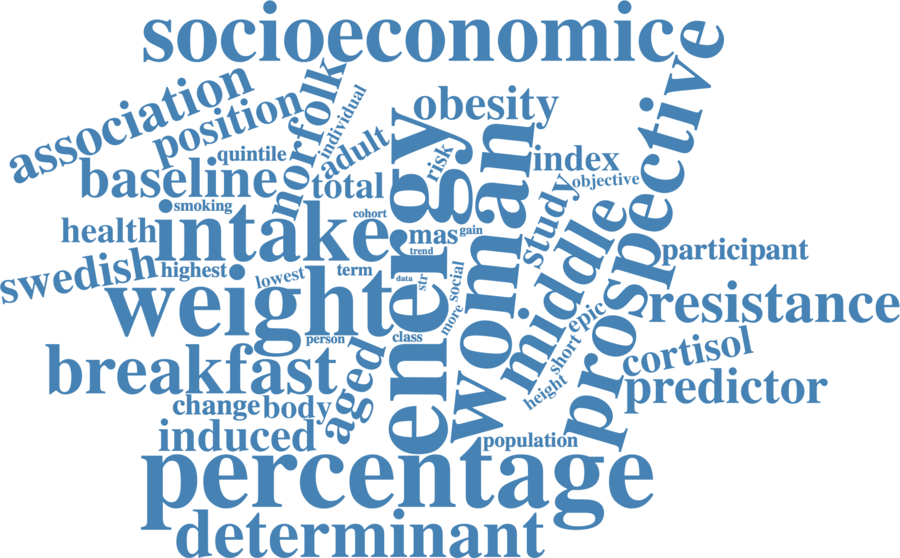 socioeconomic
association
position
norfolk
individual
obesity
prospective
quintile
adult
risk
index
objective
baseline
total
energy
woman
study
smoking
cohort
middle
health
intake
mas
gain
participant
swedish
highest
trend
lowest
term
data
str
social
weight
more
epic
resistance
person
class
short
cortisol
breakfast
aged
height
predictor
change
body
induced
population
percentage
determinant